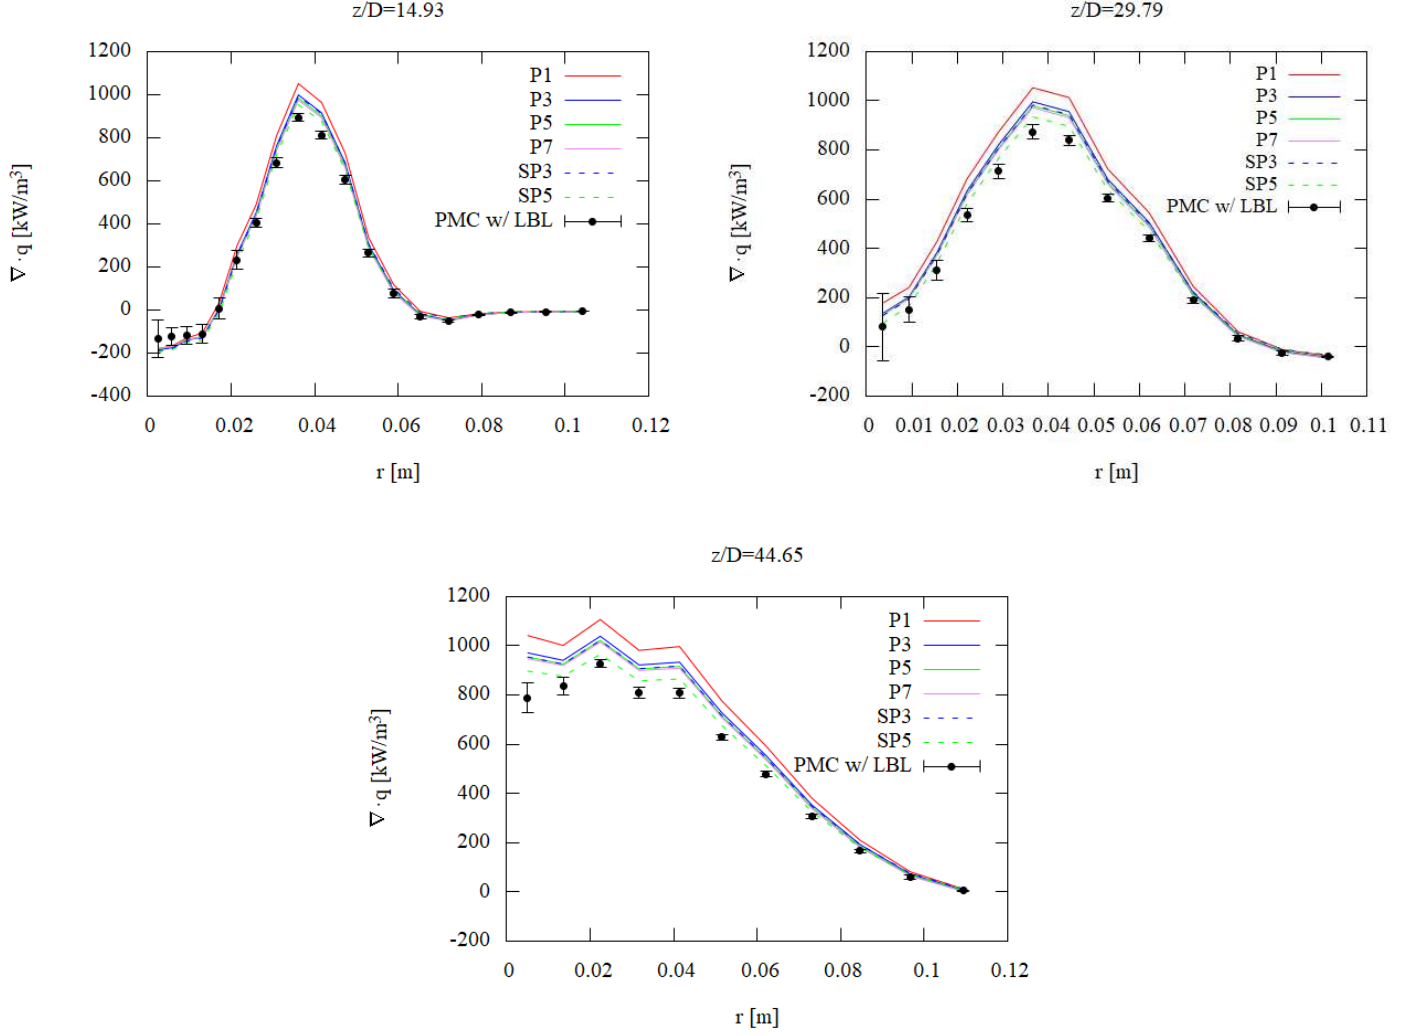 z/D=14.93
1200
1000
800
600
400
200
0
-200
-400
∇·q [kW/m³]
P1
P3
P5
P7
SP3
SP5
PMC w/ LBL
0 0.02 0.04 0.06 0.08 0.1 0.12
r [m]
z/D=29.79
1200
1000
800
600
400
200
0
-200
∇·q [kW/m³]
P1
P3
P5
P7
SP3
SP5
PMC w/ LBL
0 0.01 0.02 0.03 0.04 0.05 0.06 0.07 0.08 0.09 0.1 0.11
r [m]
z/D=44.65
1200
1000
800
600
400
200
0
-200
∇·q [kW/m³]
P1
P3
P5
P7
SP3
SP5
PMC w/ LBL
0 0.02 0.04 0.06 0.08 0.1 0.12
r [m]